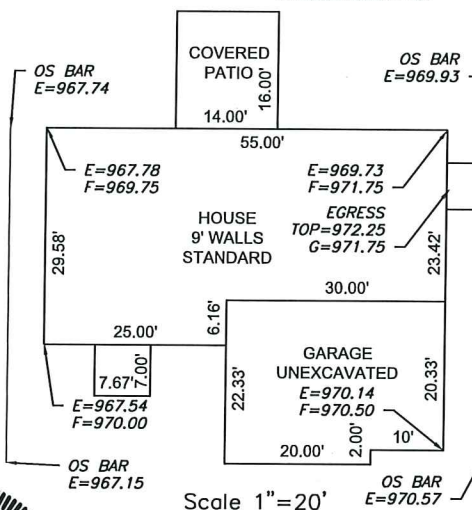 COVERED
PATIO
16.00'
14.00'
OS BAR
E=967.74
OS BAR
E=969.93
55.00'
E=967.78
F=969.75
E=969.73
F=971.75
EGRESS
TOP=972.25
G=971.75
HOUSE
9' WALLS
STANDARD
29.58'
23.42'
30.00'
6.16'
25.00'
7.67'
7.00'
22.33'
GARAGE
UNEXCAVATED
E=970.14
F=970.50
20.33'
E=967.54
F=970.00
2.00'
10'
20.00'
OS BAR
E=967.15
OS BAR
E=970.57
Scale 1"=20'